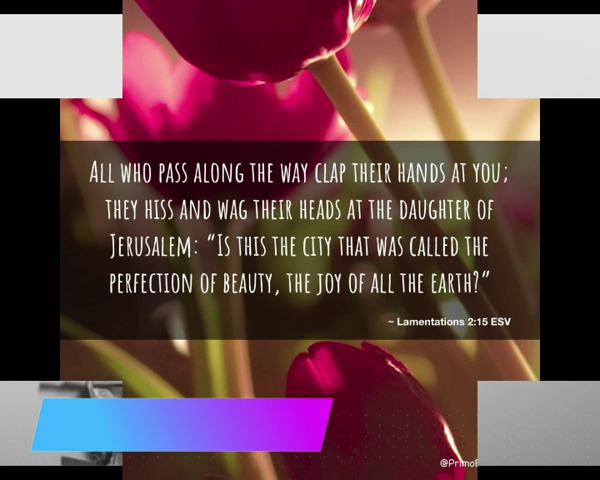 All who pass along the way clap their hands at you;
they hiss and wag their heads at the daughter of
Jerusalem: “Is this the city that was called the
perfection of beauty, the joy of all the earth?”
~ Lamentations 2:15 ESV